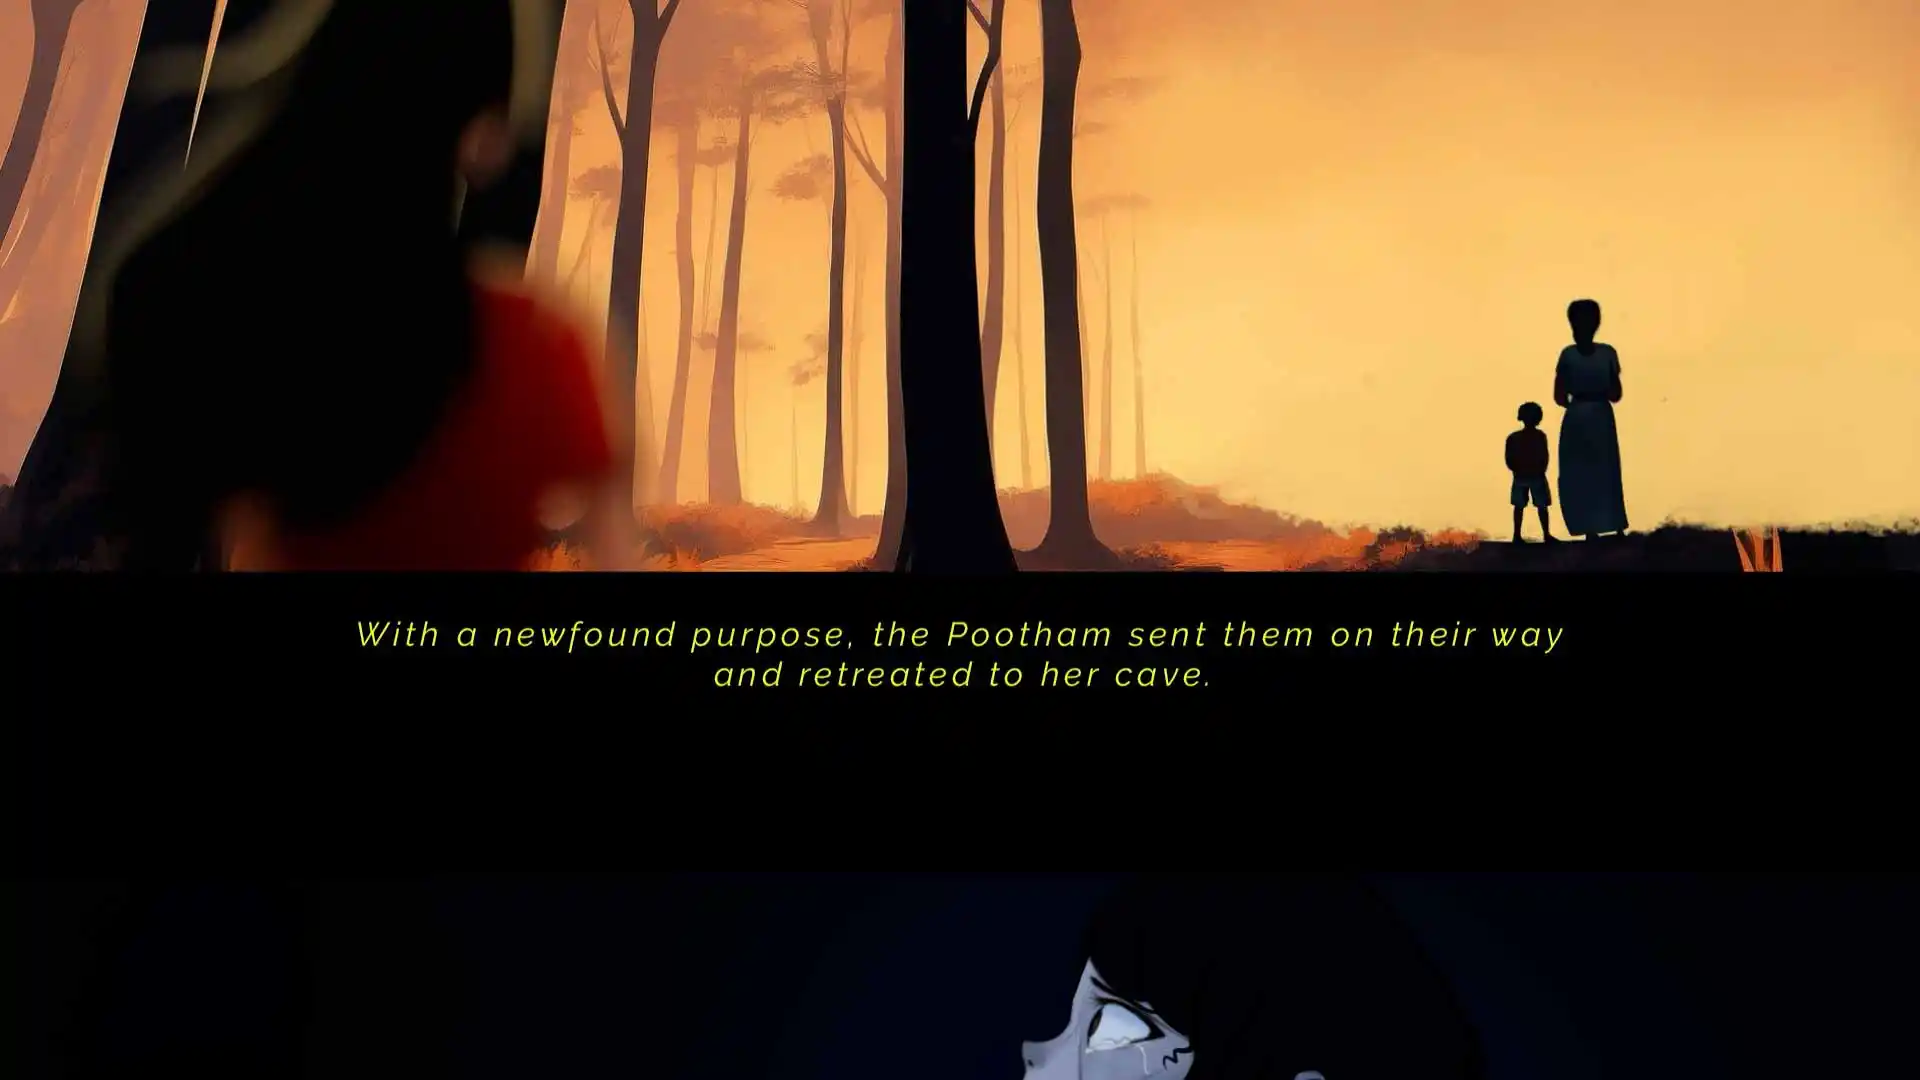 With a newfound purpose, the Pootham sent them on their way
and retreated to her cave.